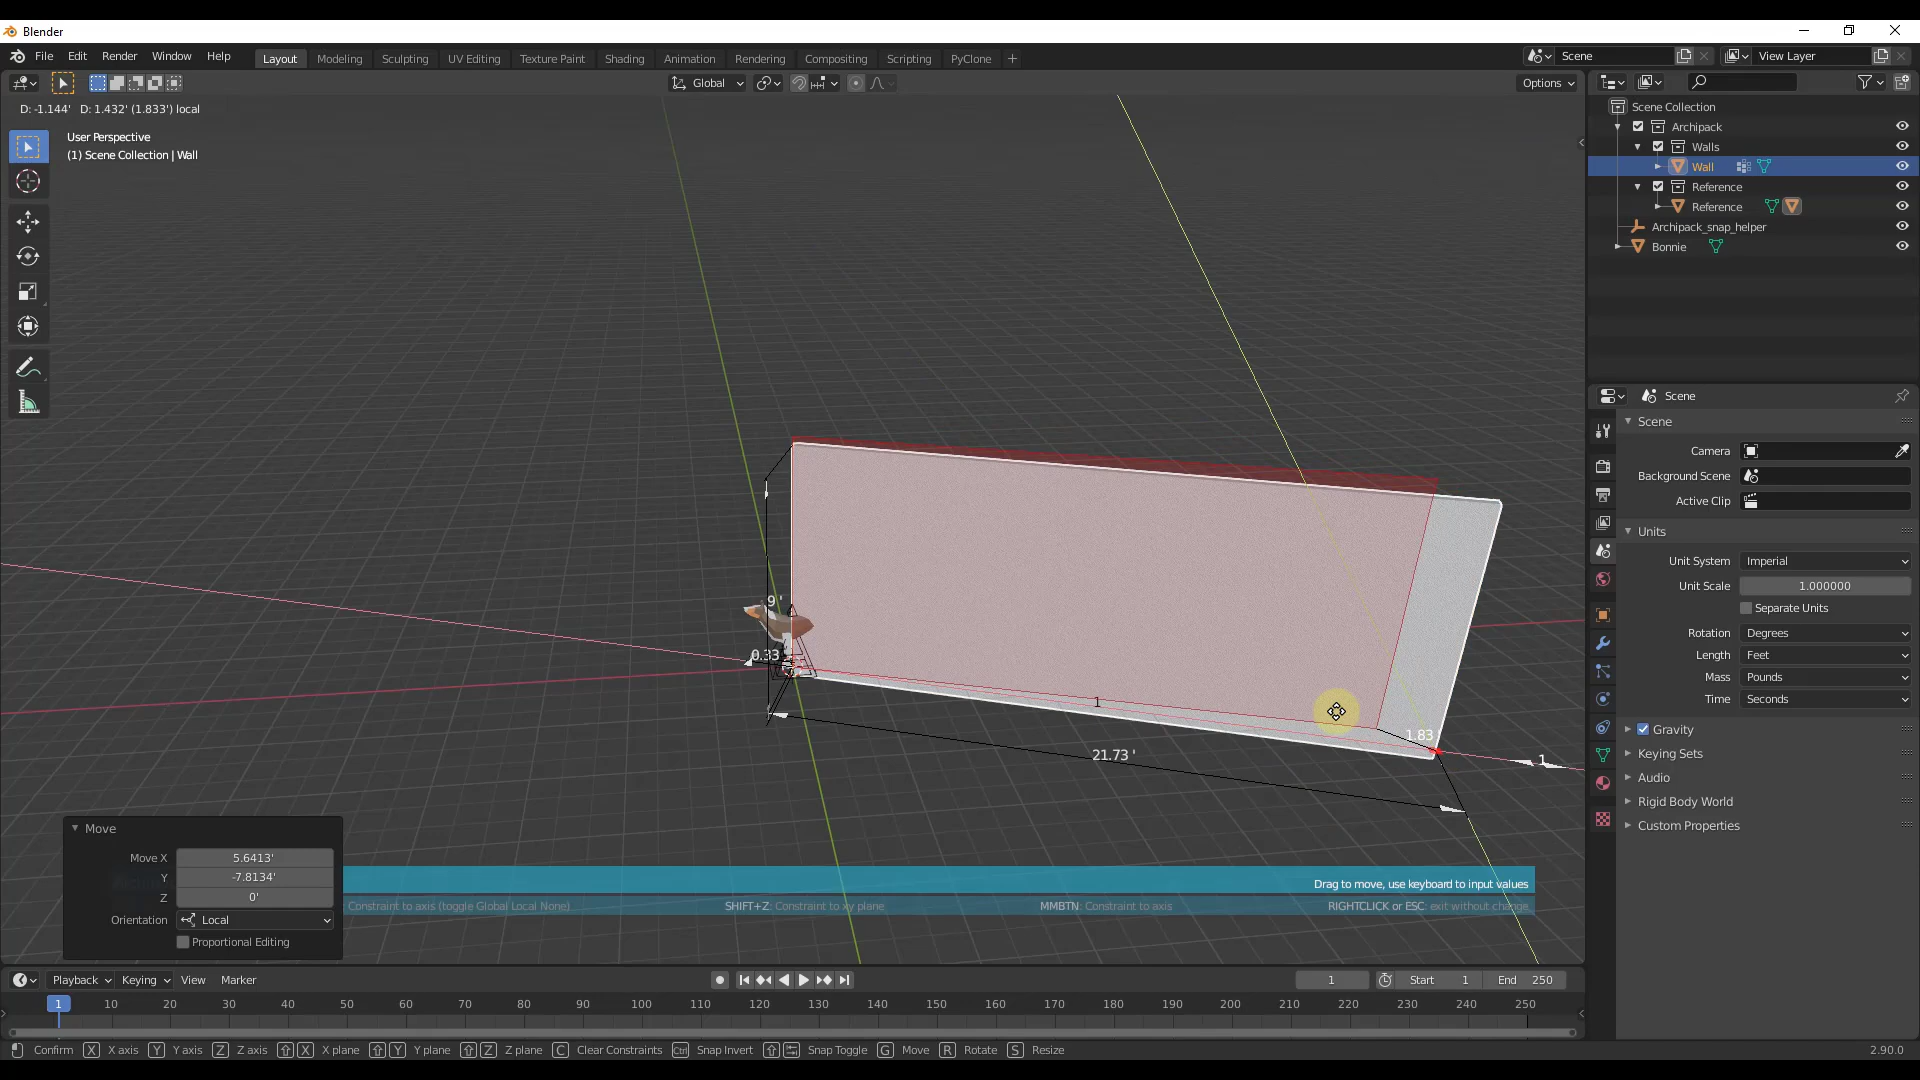 Blender
File Edit Render Window Help
Layout Modeling Sculpting UV Editing Texture Paint Shading Animation Rendering Compositing Scripting PyClone +
Scene
View Layer
Global
Options
D: -1.144' D: 1.432' (1.833') local
User Perspective
(1) Scene Collection | Wall
Scene Collection
Archipack
Walls
Wall
Reference
Reference
Archipack_snap_helper
Bonnie
Scene
Scene
Camera
Background Scene
Active Clip
Units
Unit System Imperial
Unit Scale 1.000000
Separate Units
Rotation Degrees
Length Feet
Mass Pounds
Time Seconds
Gravity
Keying Sets
Audio
Rigid Body World
Custom Properties
9 '
0.33
1
1.83
21.73 '
1
Move
Move X 5.6413'
Y -7.8134'
Z 0'
Orientation Local
Proportional Editing
Drag to move, use keyboard to input values
: Constraint to axis (toggle Global Local None) SHIFT+Z: Constraint to xy plane MMBTN: Constraint to axis RIGHTCLICK or ESC: exit without change
Playback Keying View Marker
1 Start 1 End 250
1 10 20 30 40 50 60 70 80 90 100 110 120 130 140 150 160 170 180 190 200 210 220 230 240 250
Confirm X X axis Y Y axis Z Z axis X X plane Y Y plane Z Z plane C Clear Constraints Ctrl Snap Invert Snap Toggle G Move R Rotate S Resize
2.90.0